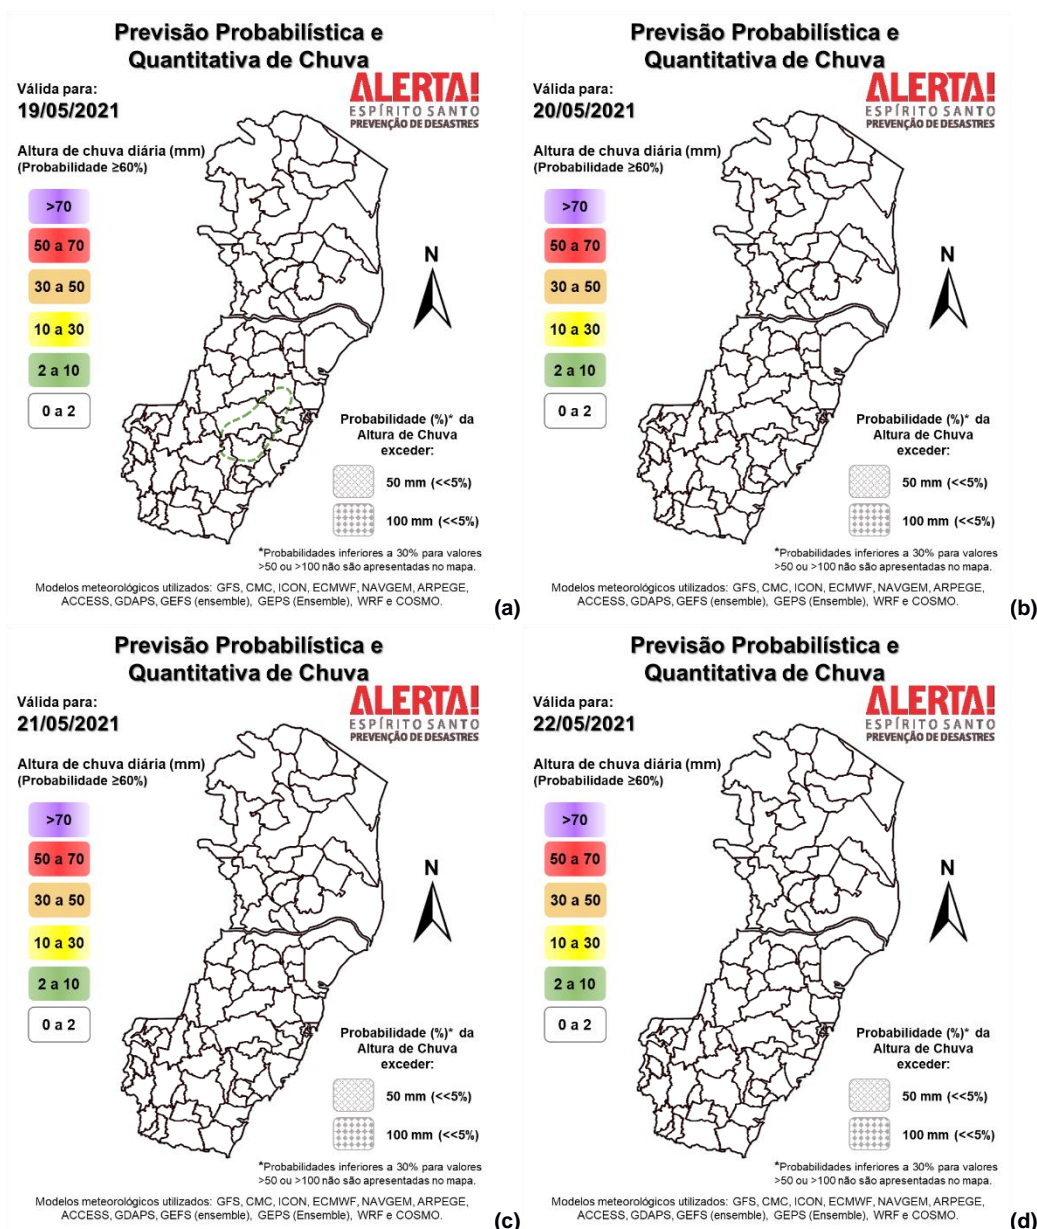 Previsão Probabilística e
Quantitativa de Chuva
Válida para:
19/05/2021
ALERTA!
ESPÍRITO SANTO
PREVENÇÃO DE DESASTRES
Altura de chuva diária (mm)
(Probabilidade ≥60%)
>70
50 a 70
30 a 50
10 a 30
2 a 10
0 a 2
N
Probabilidade (%)* da
Altura de Chuva
exceder:
50 mm (<<5%)
100 mm (<<5%)
*Probabilidades inferiores a 30% para valores
>50 ou >100 não são apresentadas no mapa.
Modelos meteorológicos utilizados: GFS, CMC, ICON, ECMWF, NAVGEM, ARPEGE,
ACCESS, GDAPS, GEFS (ensemble), GEPS (Ensemble), WRF e COSMO.
(a)
Previsão Probabilística e
Quantitativa de Chuva
Válida para:
20/05/2021
ALERTA!
ESPÍRITO SANTO
PREVENÇÃO DE DESASTRES
Altura de chuva diária (mm)
(Probabilidade ≥60%)
>70
50 a 70
30 a 50
10 a 30
2 a 10
0 a 2
N
Probabilidade (%)* da
Altura de Chuva
exceder:
50 mm (<<5%)
100 mm (<<5%)
*Probabilidades inferiores a 30% para valores
>50 ou >100 não são apresentadas no mapa.
Modelos meteorológicos utilizados: GFS, CMC, ICON, ECMWF, NAVGEM, ARPEGE,
ACCESS, GDAPS, GEFS (ensemble), GEPS (Ensemble), WRF e COSMO.
(b)
Previsão Probabilística e
Quantitativa de Chuva
Válida para:
21/05/2021
ALERTA!
ESPÍRITO SANTO
PREVENÇÃO DE DESASTRES
Altura de chuva diária (mm)
(Probabilidade ≥60%)
>70
50 a 70
30 a 50
10 a 30
2 a 10
0 a 2
N
Probabilidade (%)* da
Altura de Chuva
exceder:
50 mm (<<5%)
100 mm (<<5%)
*Probabilidades inferiores a 30% para valores
>50 ou >100 não são apresentadas no mapa.
Modelos meteorológicos utilizados: GFS, CMC, ICON, ECMWF, NAVGEM, ARPEGE,
ACCESS, GDAPS, GEFS (ensemble), GEPS (Ensemble), WRF e COSMO.
(c)
Previsão Probabilística e
Quantitativa de Chuva
Válida para:
22/05/2021
ALERTA!
ESPÍRITO SANTO
PREVENÇÃO DE DESASTRES
Altura de chuva diária (mm)
(Probabilidade ≥60%)
>70
50 a 70
30 a 50
10 a 30
2 a 10
0 a 2
N
Probabilidade (%)* da
Altura de Chuva
exceder:
50 mm (<<5%)
100 mm (<<5%)
*Probabilidades inferiores a 30% para valores
>50 ou >100 não são apresentadas no mapa.
Modelos meteorológicos utilizados: GFS, CMC, ICON, ECMWF, NAVGEM, ARPEGE,
ACCESS, GDAPS, GEFS (ensemble), GEPS (Ensemble), WRF e COSMO.
(d)